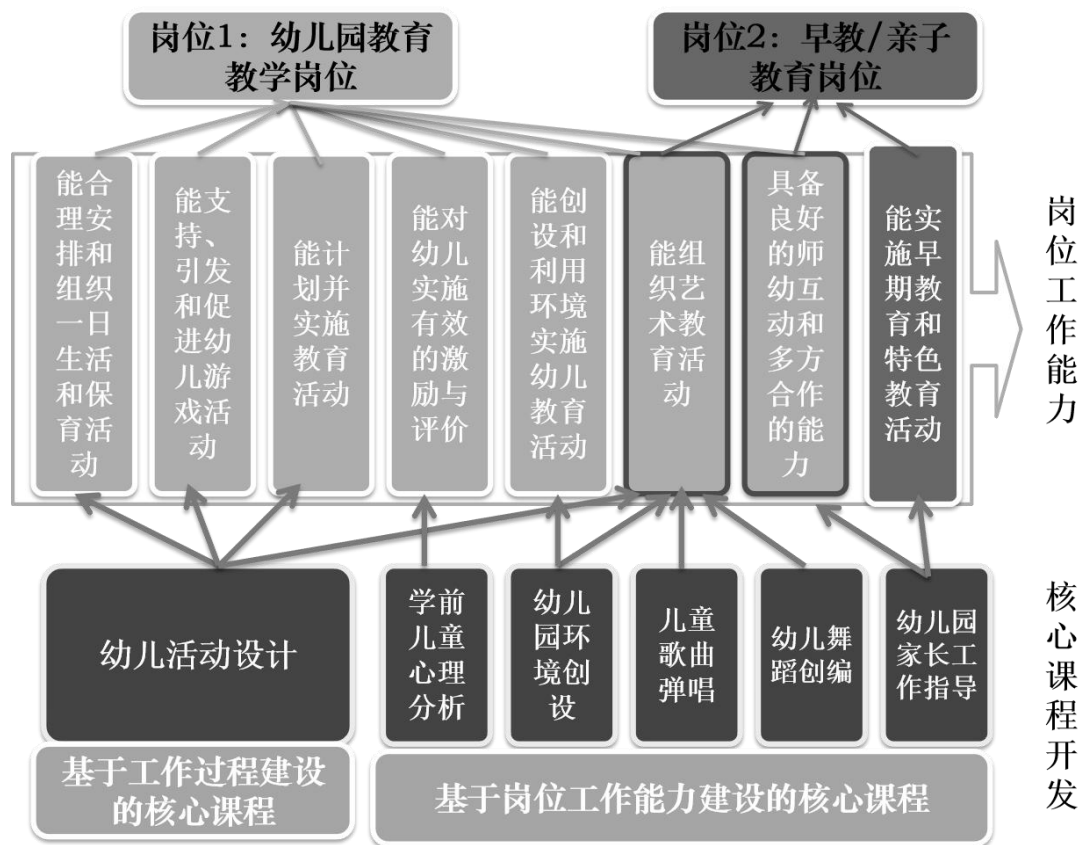 岗位1：幼儿园教育
教学岗位
岗位2：早教/亲子
教育岗位
能合
理安
排和
组织
一日
生活
和保
育活
动
能支
持、
引发
和促
进幼
儿游
戏活
动
能计
划并
实施
教育
活动
能对
幼儿
实施
有效
的激
励与
评价
能创
设和
利用
环境
实施
幼儿
教育
活动
能组
织艺
术教
育活
动
具备
良好
的师
幼互
动和
多方
合作
的能
力
能实
施早
期教
育和
特色
教育
活动
岗
位
工
作
能
力
幼儿活动设计
学前
儿童
心理
分析
幼儿
园环
境创
设
儿童
歌曲
弹唱
幼儿舞
蹈创编
幼儿园
家长工
作指导
核
心
课
程
开
发
基于工作过程建设
的核心课程
基于岗位工作能力建设的核心课程